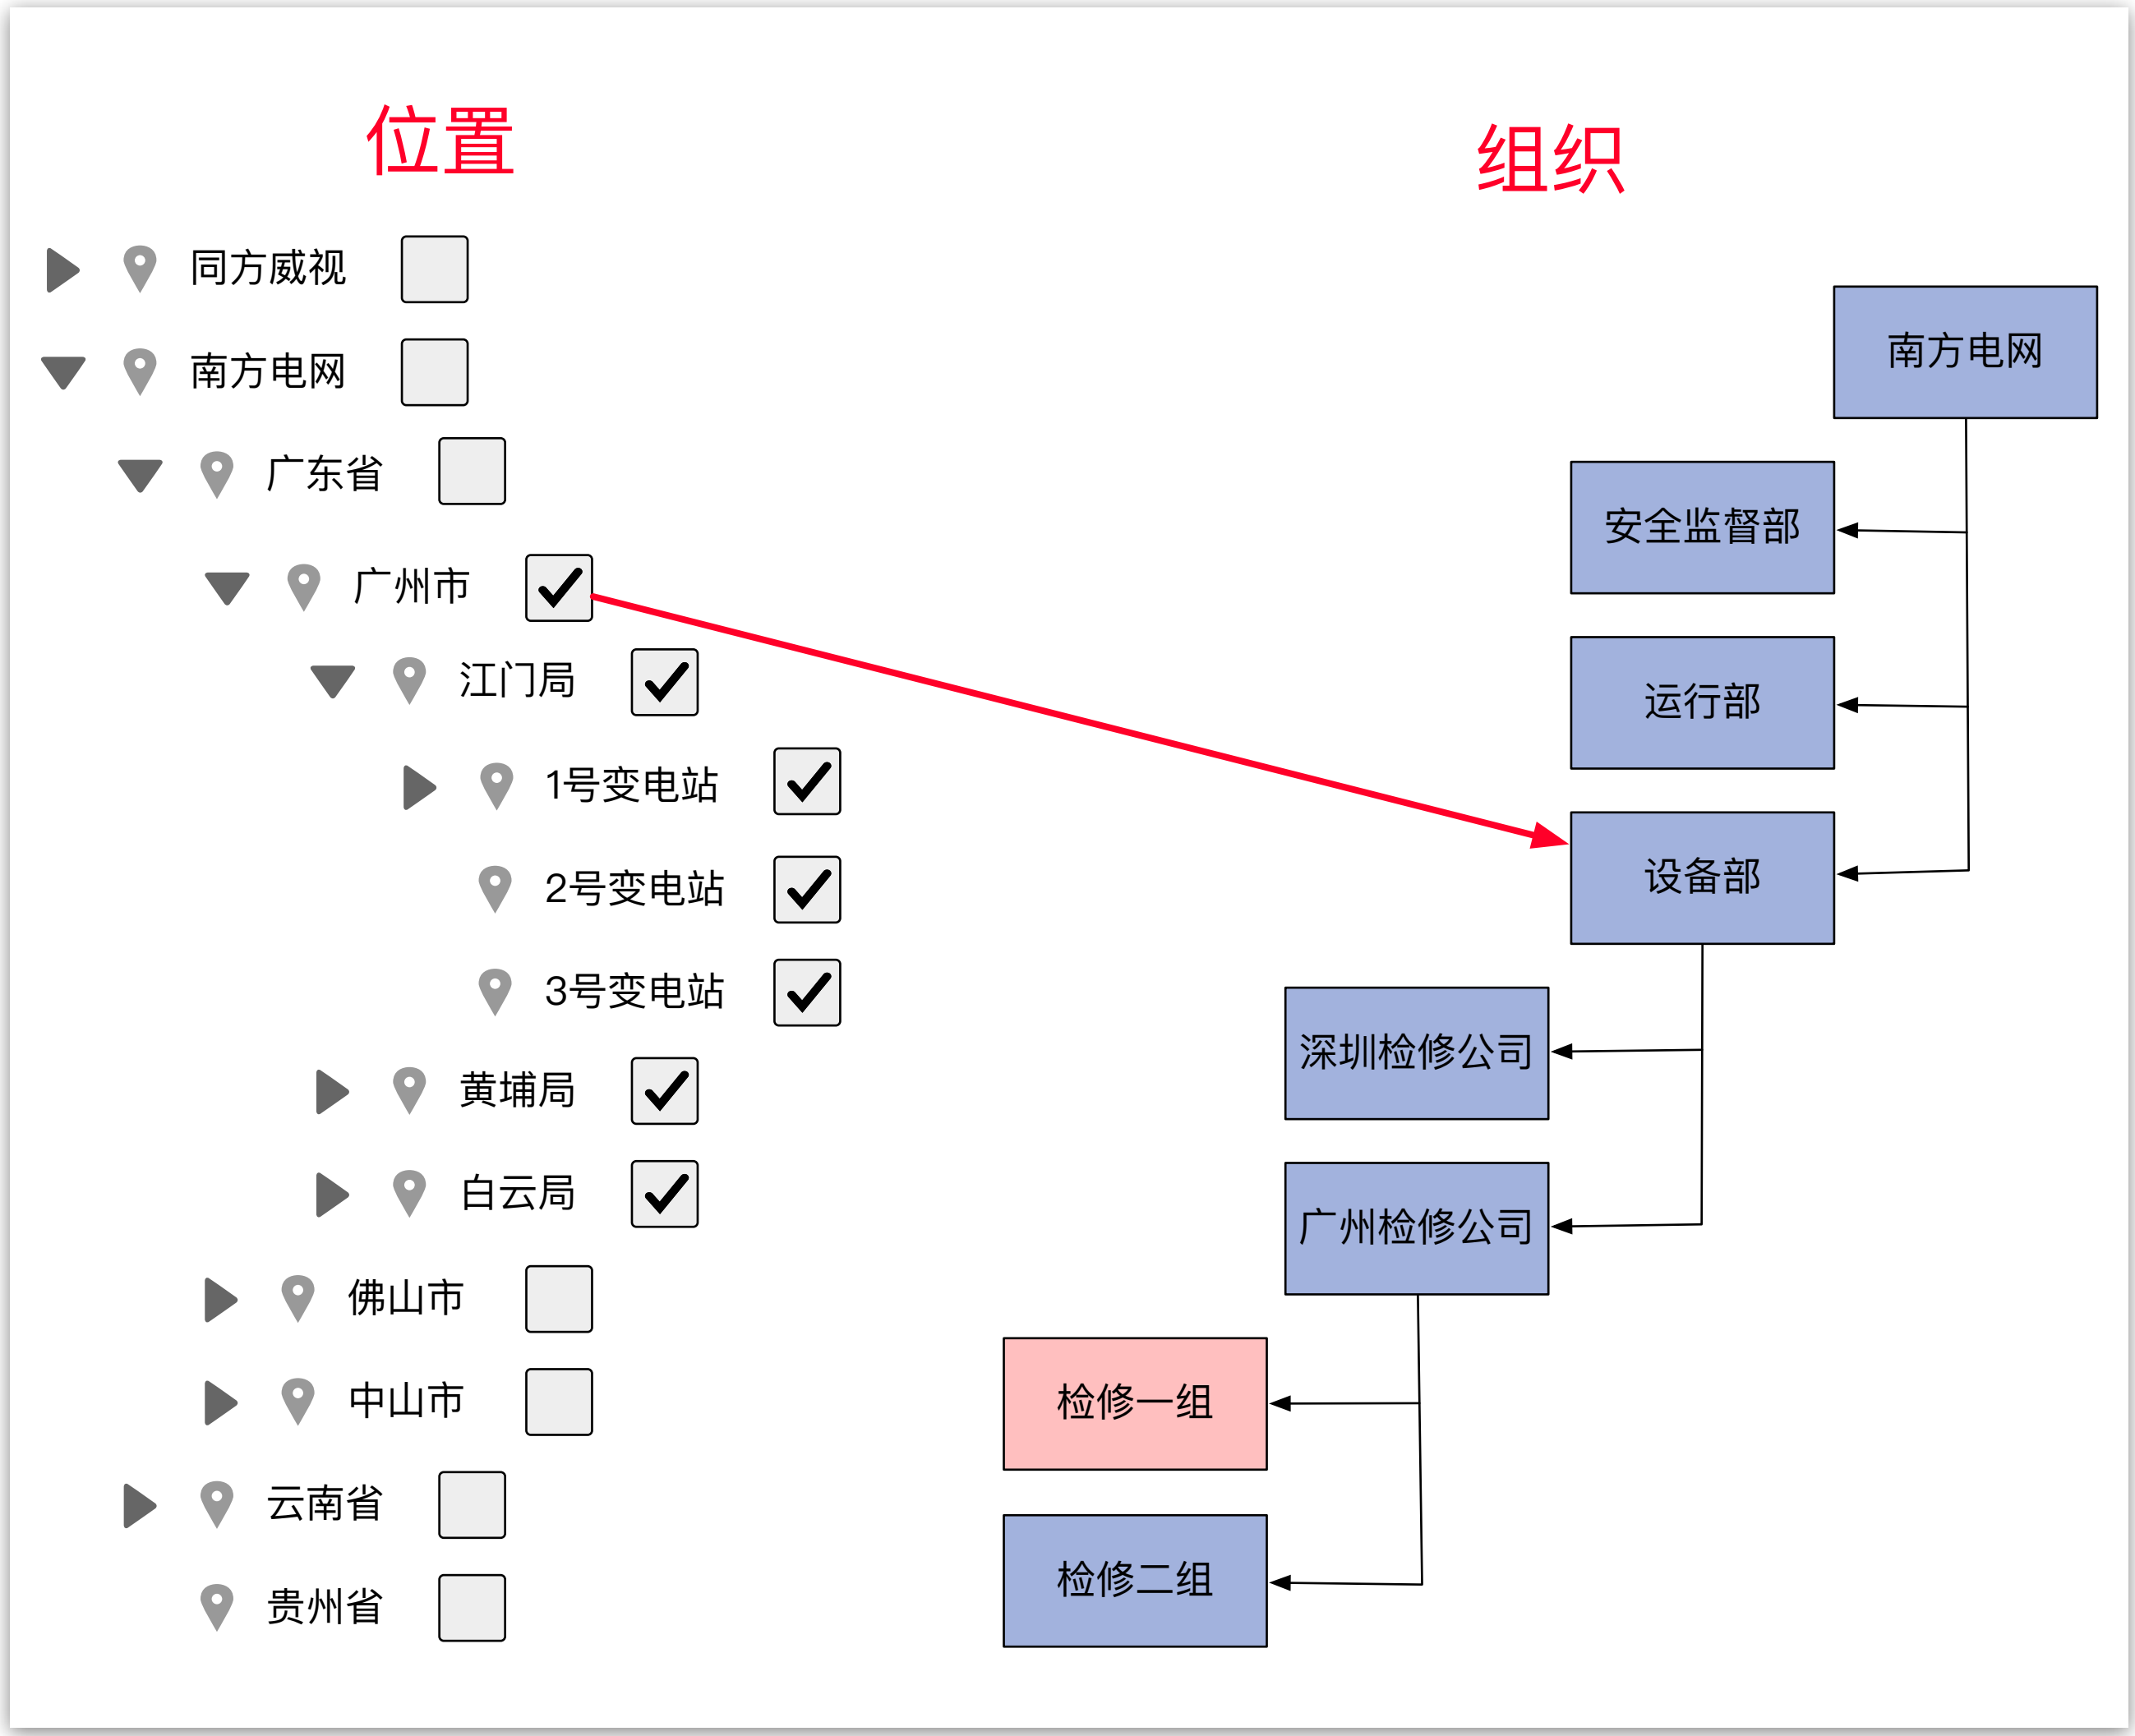 位置
同方威视
南方电网
广东省
广州市
江门局
1号变电站
2号变电站
3号变电站
黄埔局
白云局
佛山市
中山市
云南省
贵州省
组织
南方电网
安全监督部
运行部
设备部
深圳检修公司
广州检修公司
检修一组
检修二组